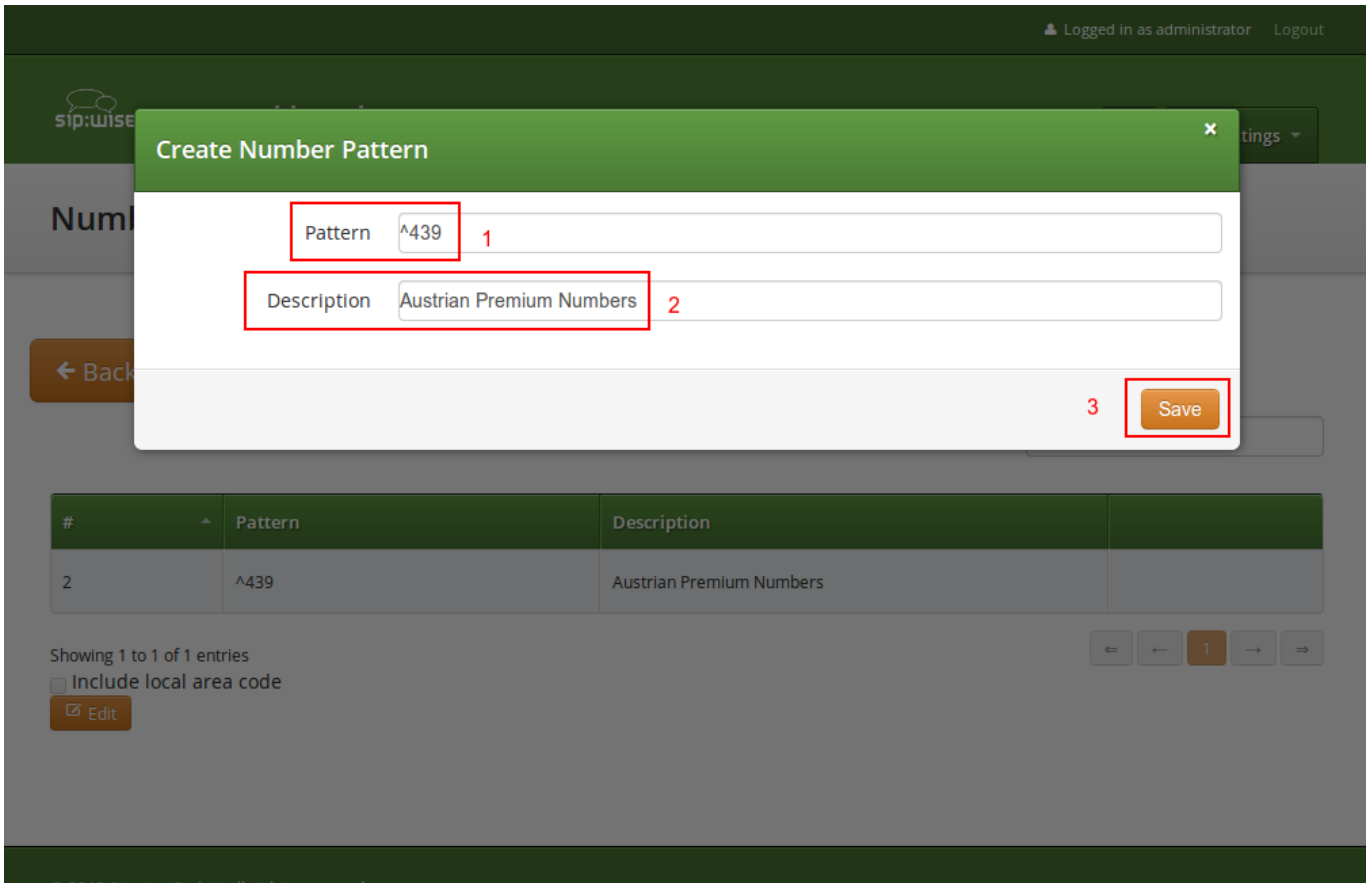 Logged in as administrator Logout
sip:wise
tings
Create Number Pattern ×
Numb
Pattern ^439 1
Description Austrian Premium Numbers 2
← Back
3 Save
# Pattern Description
2 ^439 Austrian Premium Numbers
Showing 1 to 1 of 1 entries ⇐ ← 1 → ⇒
Include local area code
Edit